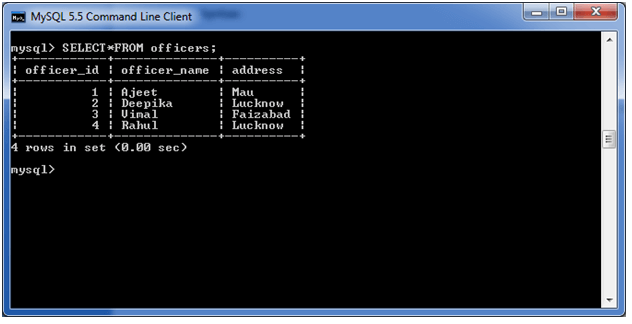 MySQL 5.5 Command Line Client
mysql> SELECT*FROM officers;
+------------+--------------+-----------+
| officer_id | officer_name | address   |
+------------+--------------+-----------+
|          1 | Ajeet        | Mau       |
|          2 | Deepika      | Lucknow   |
|          3 | Vimal        | Faizabad  |
|          4 | Rahul        | Lucknow   |
+------------+--------------+-----------+
4 rows in set (0.00 sec)
mysql>